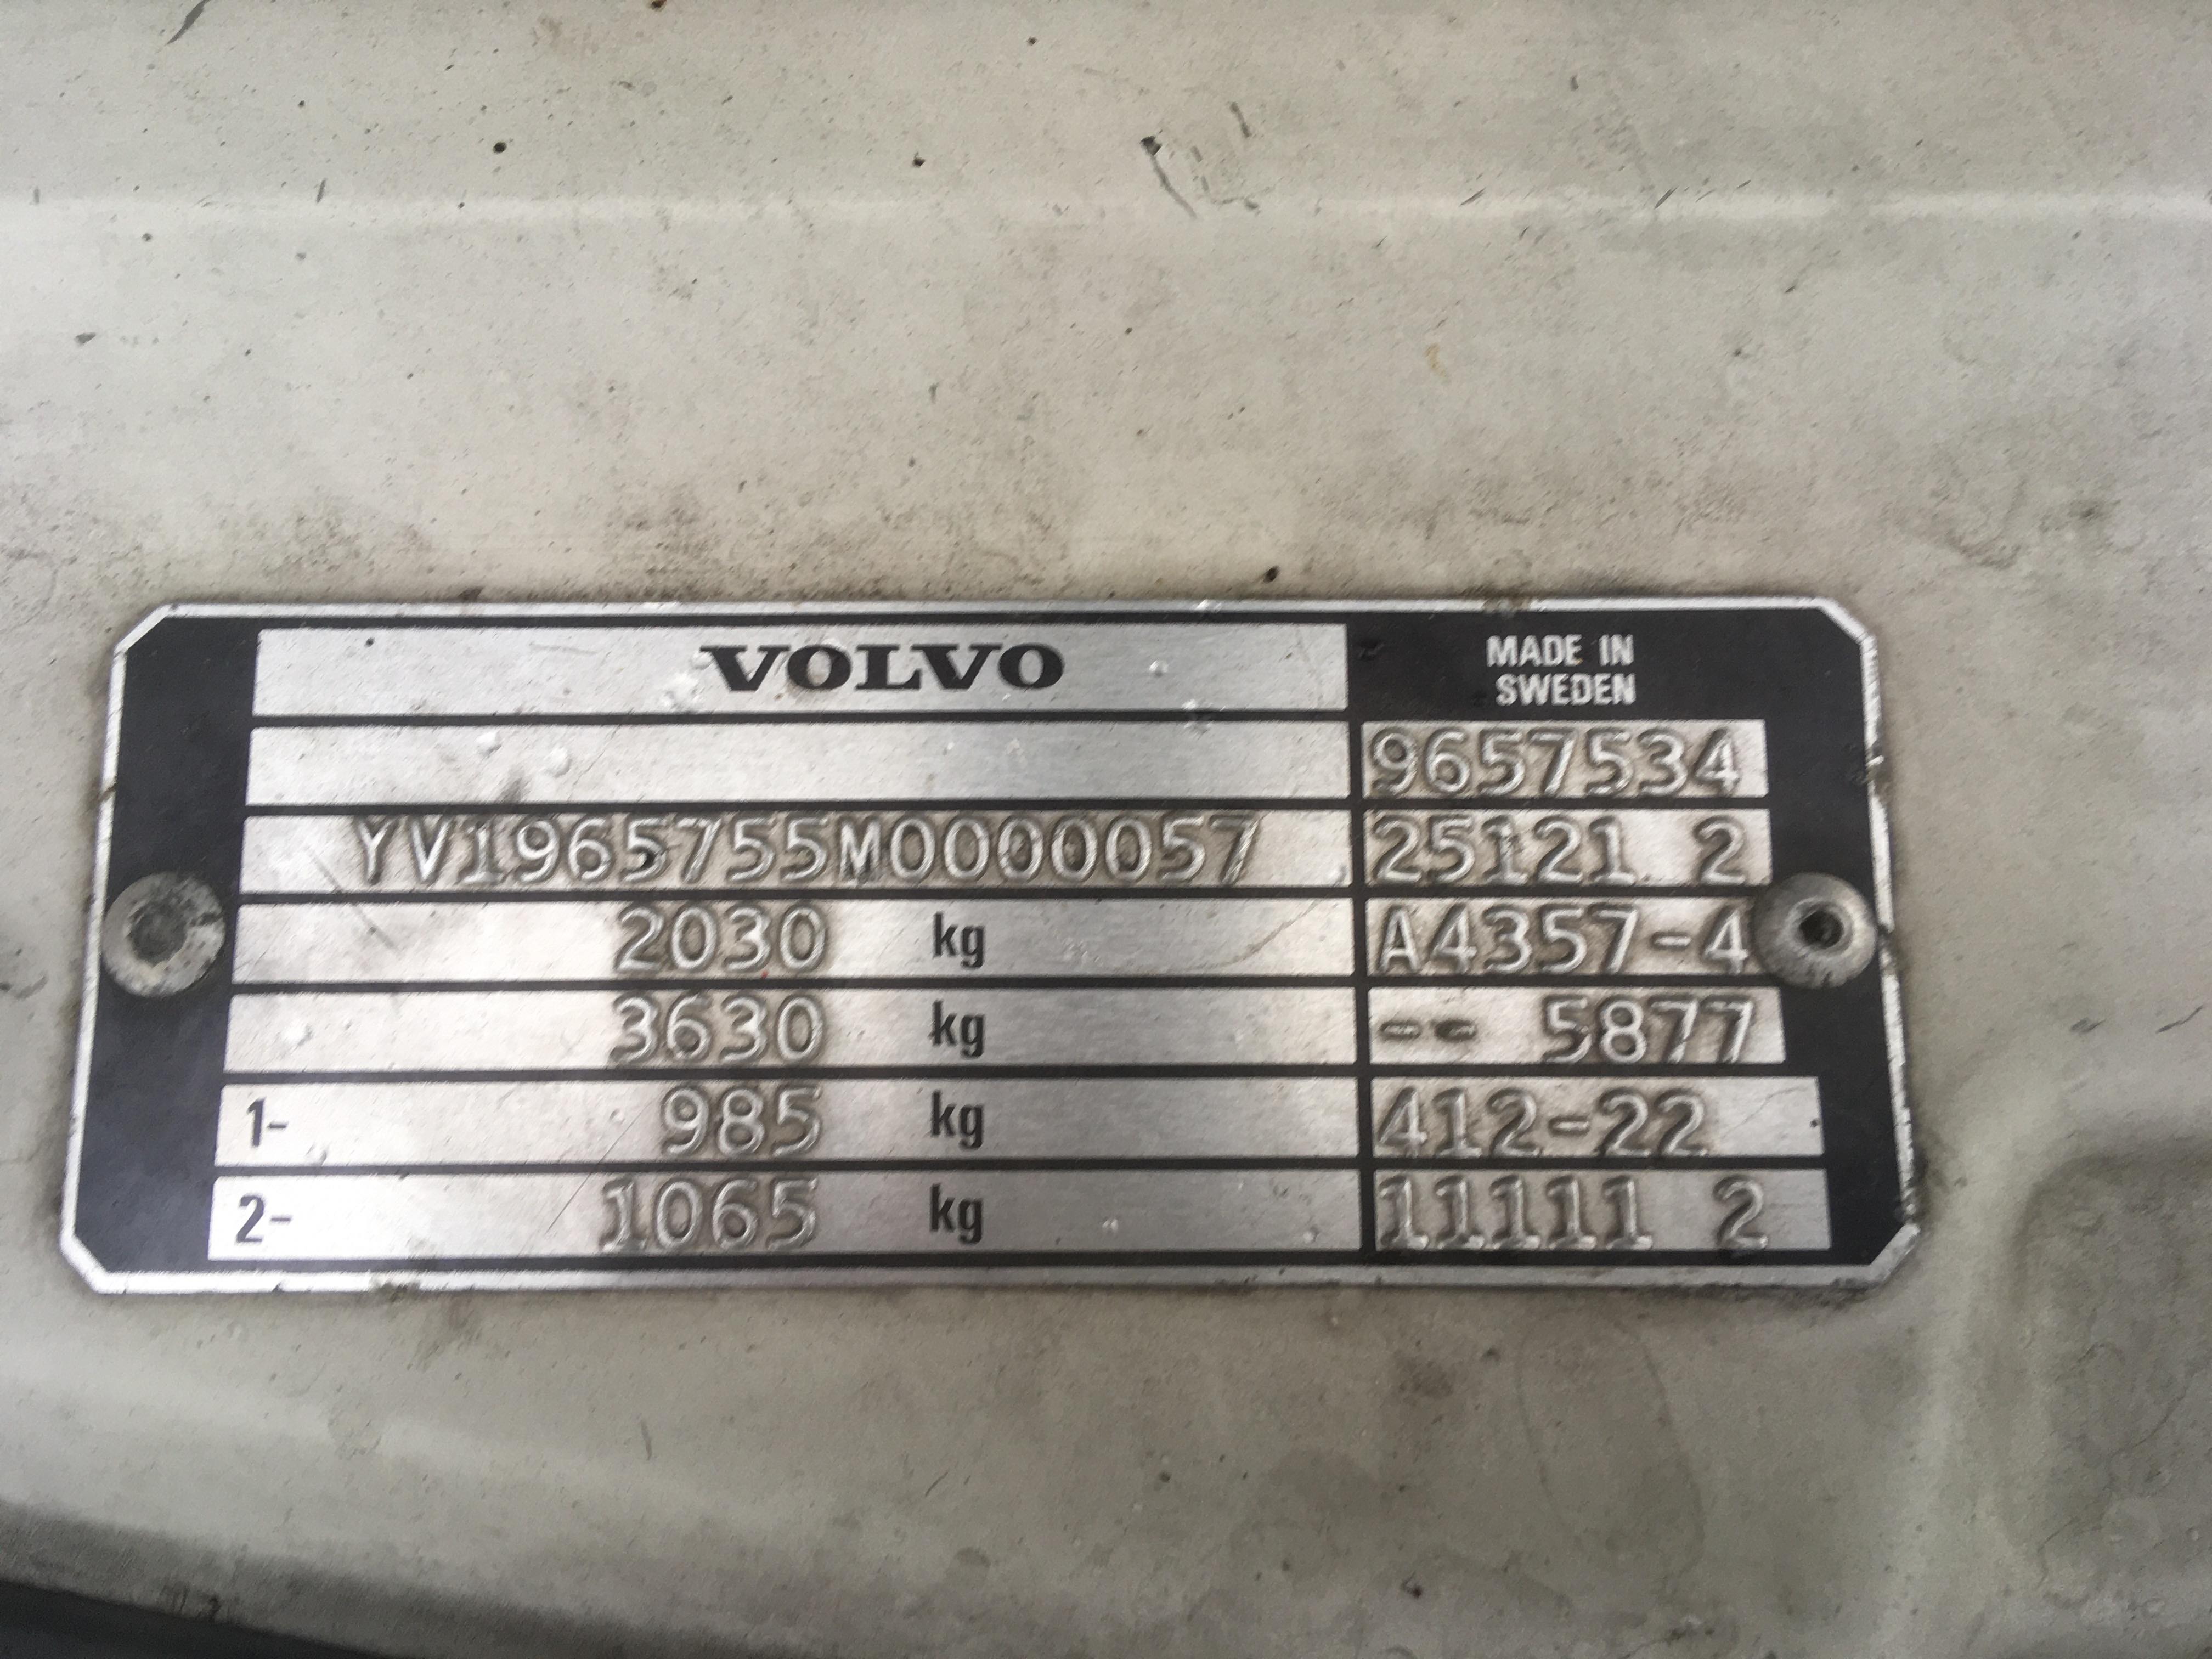 VOLVO MADE IN
SWEDEN
9657534
YV1965755M0000057 25121 2
2030 kg A4357-4
3630 kg -- 5877
1- 985 kg 412-22
2- 1065 kg 11111 2